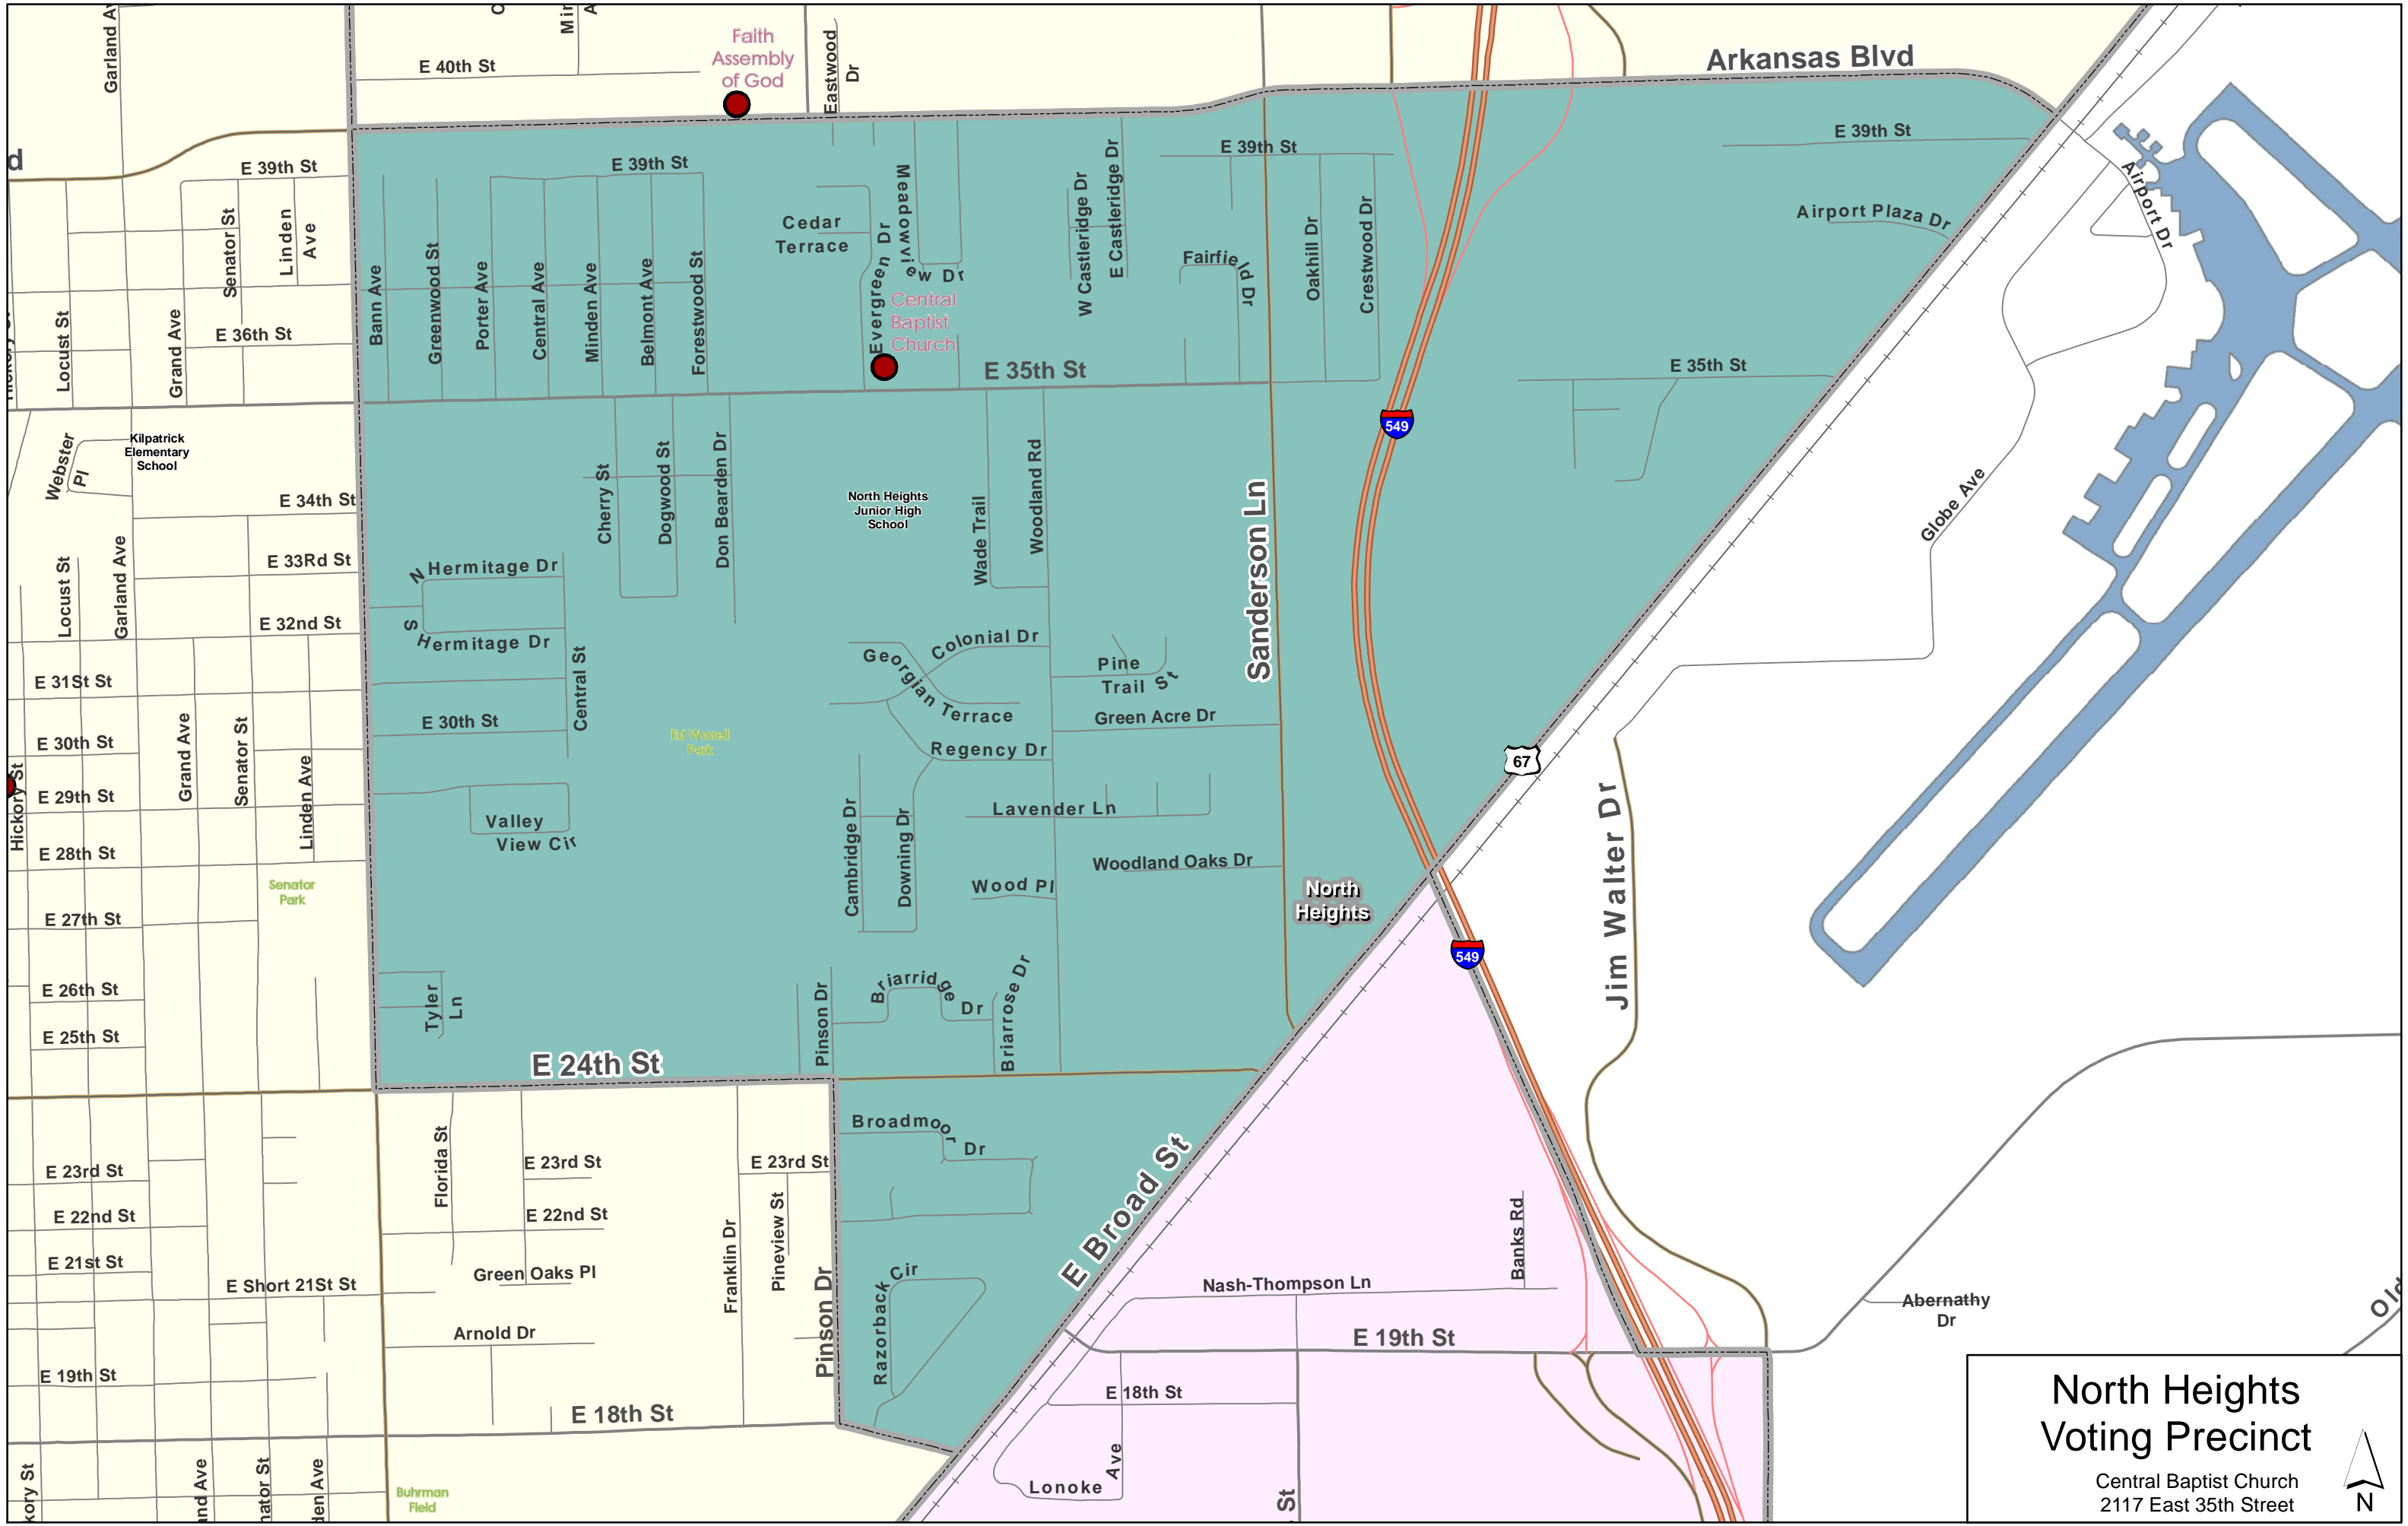 Garland Av
E 40th St
Faith
Assembly
of God
Eastwood
Dr
Arkansas Blvd
d
E 39th St
E 39th St
E 39th St
E 39th St
Airport Dr
Airport Plaza Dr
Senator St
Linden
Ave
Cedar
Terrace
Meadowview Dr
Evergreen Dr
Central
Baptist
Church
W Castleridge Dr
E Castleridge Dr
Fairfield Dr
Oakhill Dr
Crestwood Dr
Bann Ave
Greenwood St
Porter Ave
Central Ave
Minden Ave
Belmont Ave
Forestwood St
Locust St
Grand Ave
E 36th St
E 35th St
E 35th St
549
Webster
Pl
Kilpatrick
Elementary
School
E 34th St
E 33Rd St
E 32nd St
Locust St
Garland Ave
Cherry St
Dogwood St
Don Bearden Dr
North Heights
Junior High
School
Wade Trail
Woodland Rd
Sanderson Ln
Globe Ave
N Hermitage Dr
S Hermitage Dr
Central St
Colonial Dr
Georgian Terrace
Pine
Trail St
Green Acre Dr
Regency Dr
E 31St St
E 30th St
E 30th St
Ed Worrell
Park
Grand Ave
Senator St
Linden Ave
Hickory St
E 29th St
E 28th St
67
Jim Walter Dr
Valley
View Cir
Cambridge Dr
Downing Dr
Lavender Ln
Woodland Oaks Dr
Wood Pl
North
Heights
Senator
Park
E 27th St
E 26th St
E 25th St
549
Tyler
Ln
Pinson Dr
Briarridge Dr
Briarrose Dr
E 24th St
Broadmoor Dr
E Broad St
Florida St
E 23rd St
E 23rd St
E 23rd St
E 22nd St
E 22nd St
E 21st St
E Short 21St St
Green Oaks Pl
Franklin Dr
Pineview St
Pinson Dr
Razorback Cir
Banks Rd
Nash-Thompson Ln
Abernathy
Dr
Old
Arnold Dr
E 19th St
E 19th St
E 18th St
E 18th St
Lonoke Ave
St
kory St
and Ave
nator St
den Ave
Buhrman
Field
North Heights
Voting Precinct
Central Baptist Church
2117 East 35th Street
N